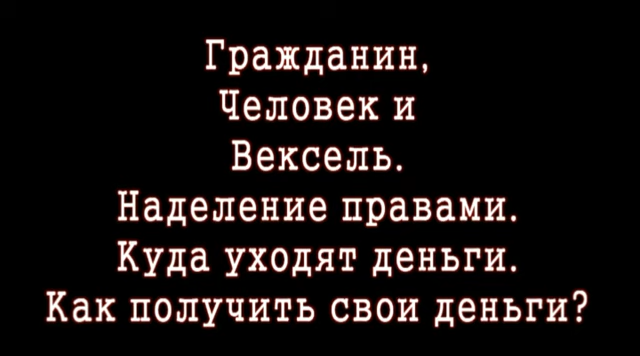 Гражданин,
Человек и
Вексель.
Наделение правами.
Куда уходят деньги.
Как получить свои деньги?